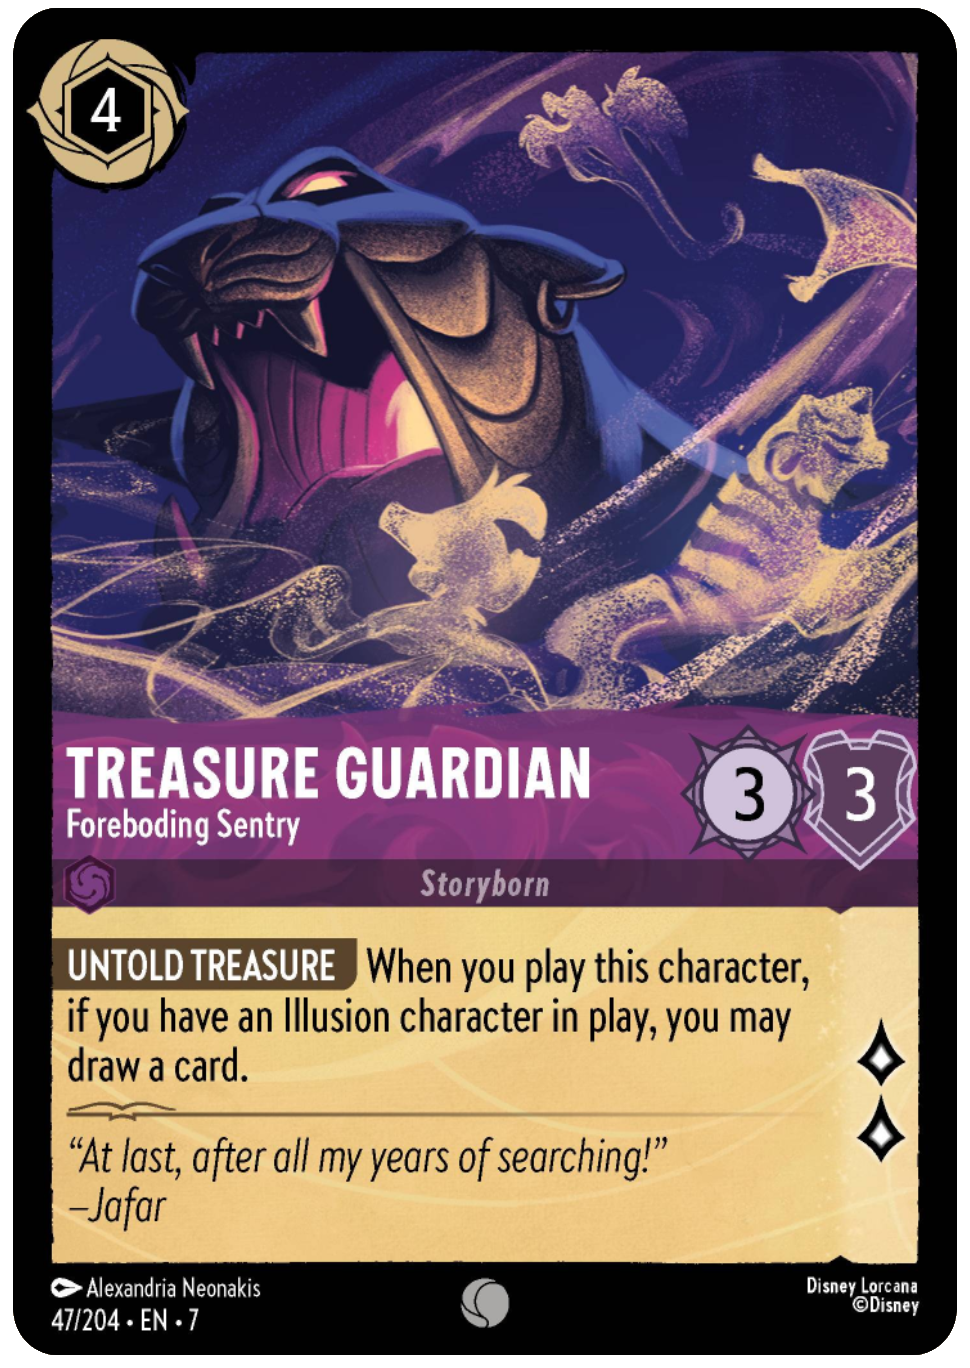 4
TREASURE GUARDIAN
Foreboding Sentry
3
3
Storyborn
UNTOLD TREASURE When you play this character,
if you have an Illusion character in play, you may
draw a card.
“At last, after all my years of searching!”
–Jafar
Alexandria Neonakis
47/204 • EN • 7
Disney Lorcana
©Disney